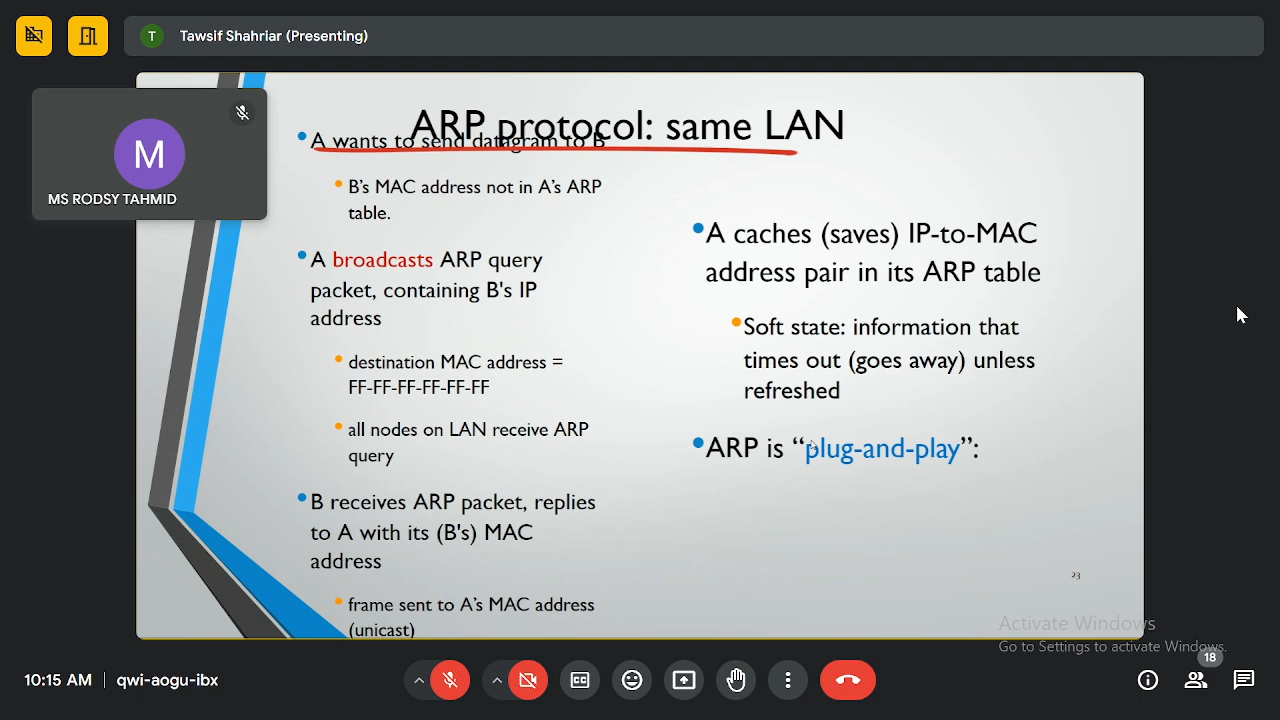 T Tawsif Shahriar (Presenting)
M
MS RODSY TAHMID
ARP protocol: same LAN
A wants to send datagram to B
B's MAC address not in A's ARP
table.
A broadcasts ARP query
packet, containing B's IP
address
destination MAC address =
FF-FF-FF-FF-FF-FF
all nodes on LAN receive ARP
query
B receives ARP packet, replies
to A with its (B's) MAC
address
frame sent to A's MAC address
(unicast)
A caches (saves) IP-to-MAC
address pair in its ARP table
Soft state: information that
times out (goes away) unless
refreshed
ARP is “plug-and-play”:
23
Activate Windows
Go to Settings to activate Windows.
10:15 AM | qwi-aogu-ibx
18